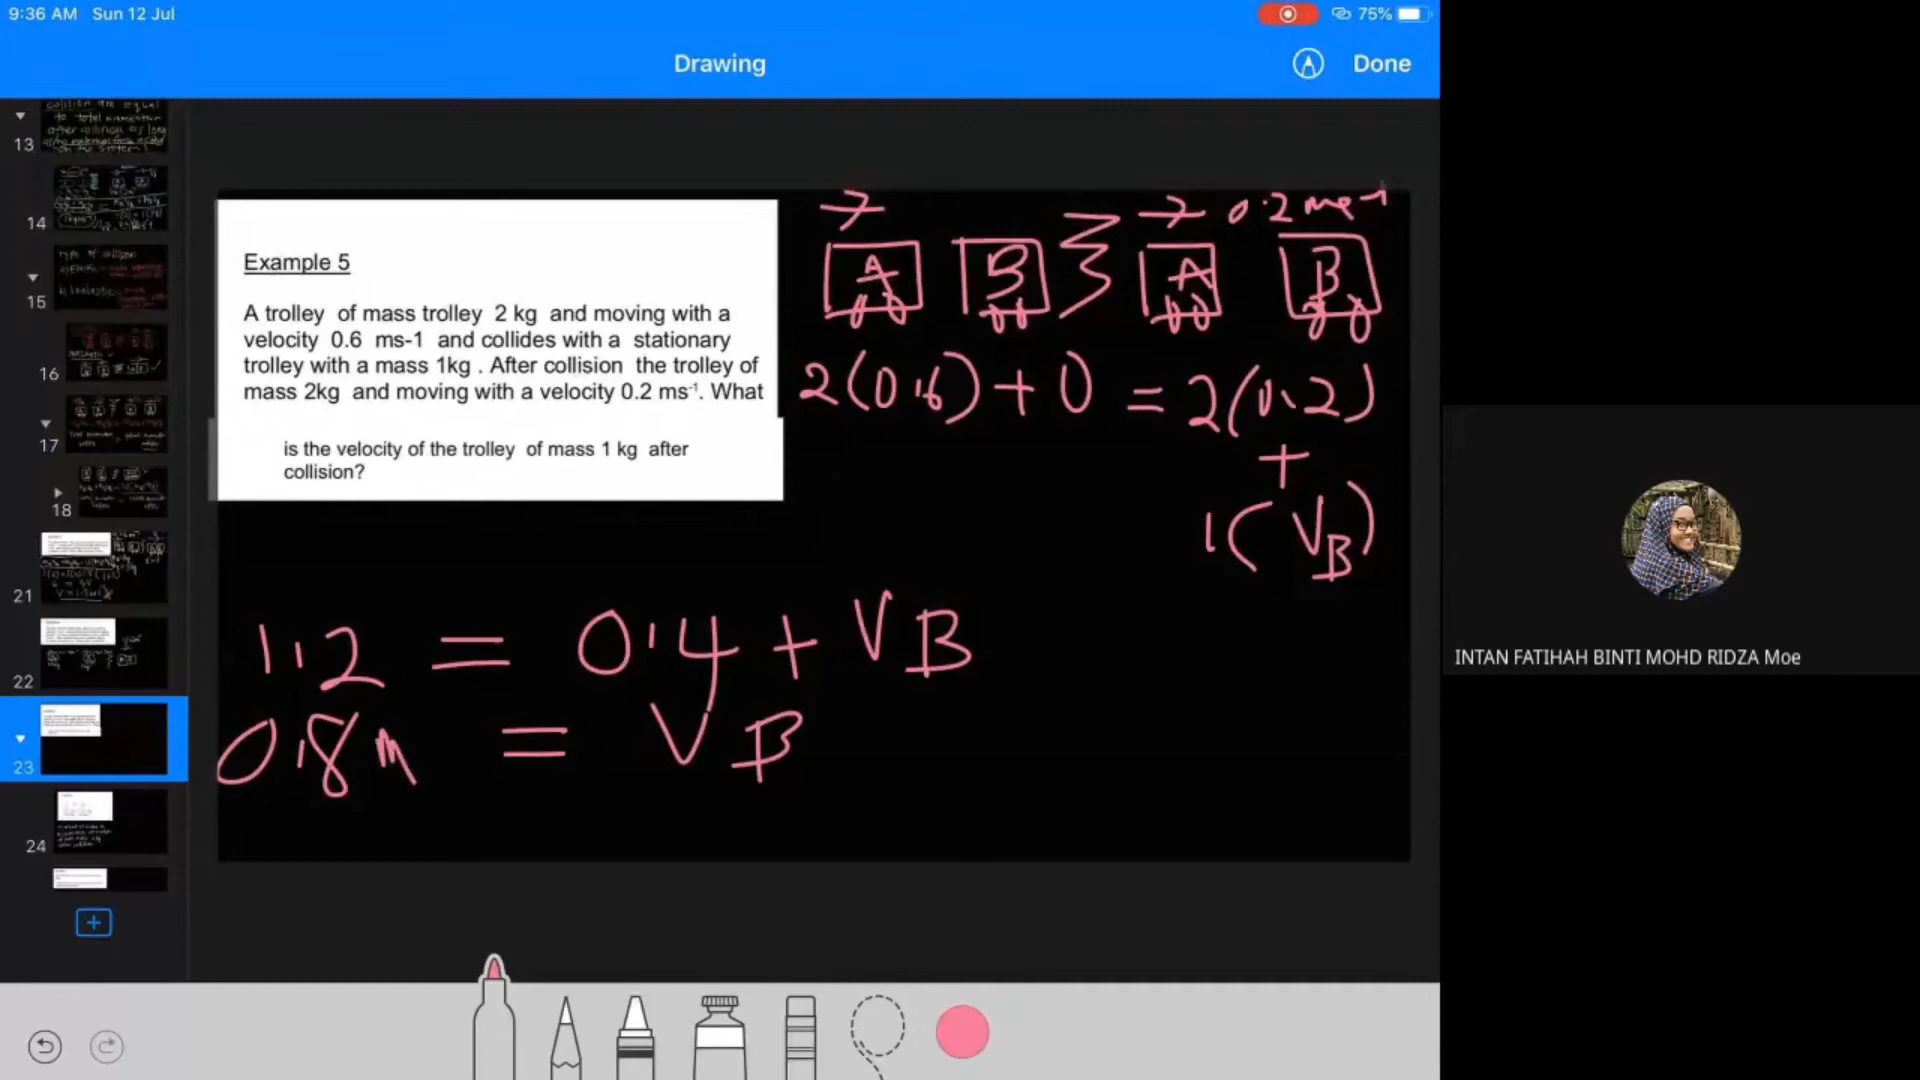 9:36 AM Sun 12 Jul
75%
Drawing
Done
13
14
15
16
17
18
21
22
23
24
Example 5
A trolley of mass trolley 2 kg and moving with a
velocity 0.6 ms-1 and collides with a stationary
trolley with a mass 1kg . After collision the trolley of
mass 2kg and moving with a velocity 0.2 ms⁻¹. What
is the velocity of the trolley of mass 1 kg after
collision?
0.2 ms⁻¹
A B A B
2(0.6) + 0 = 2(0.2)
+
1(VB)
1.2 = 0.4 + VB
0.8m = VB
INTAN FATIHAH BINTI MOHD RIDZA Moe